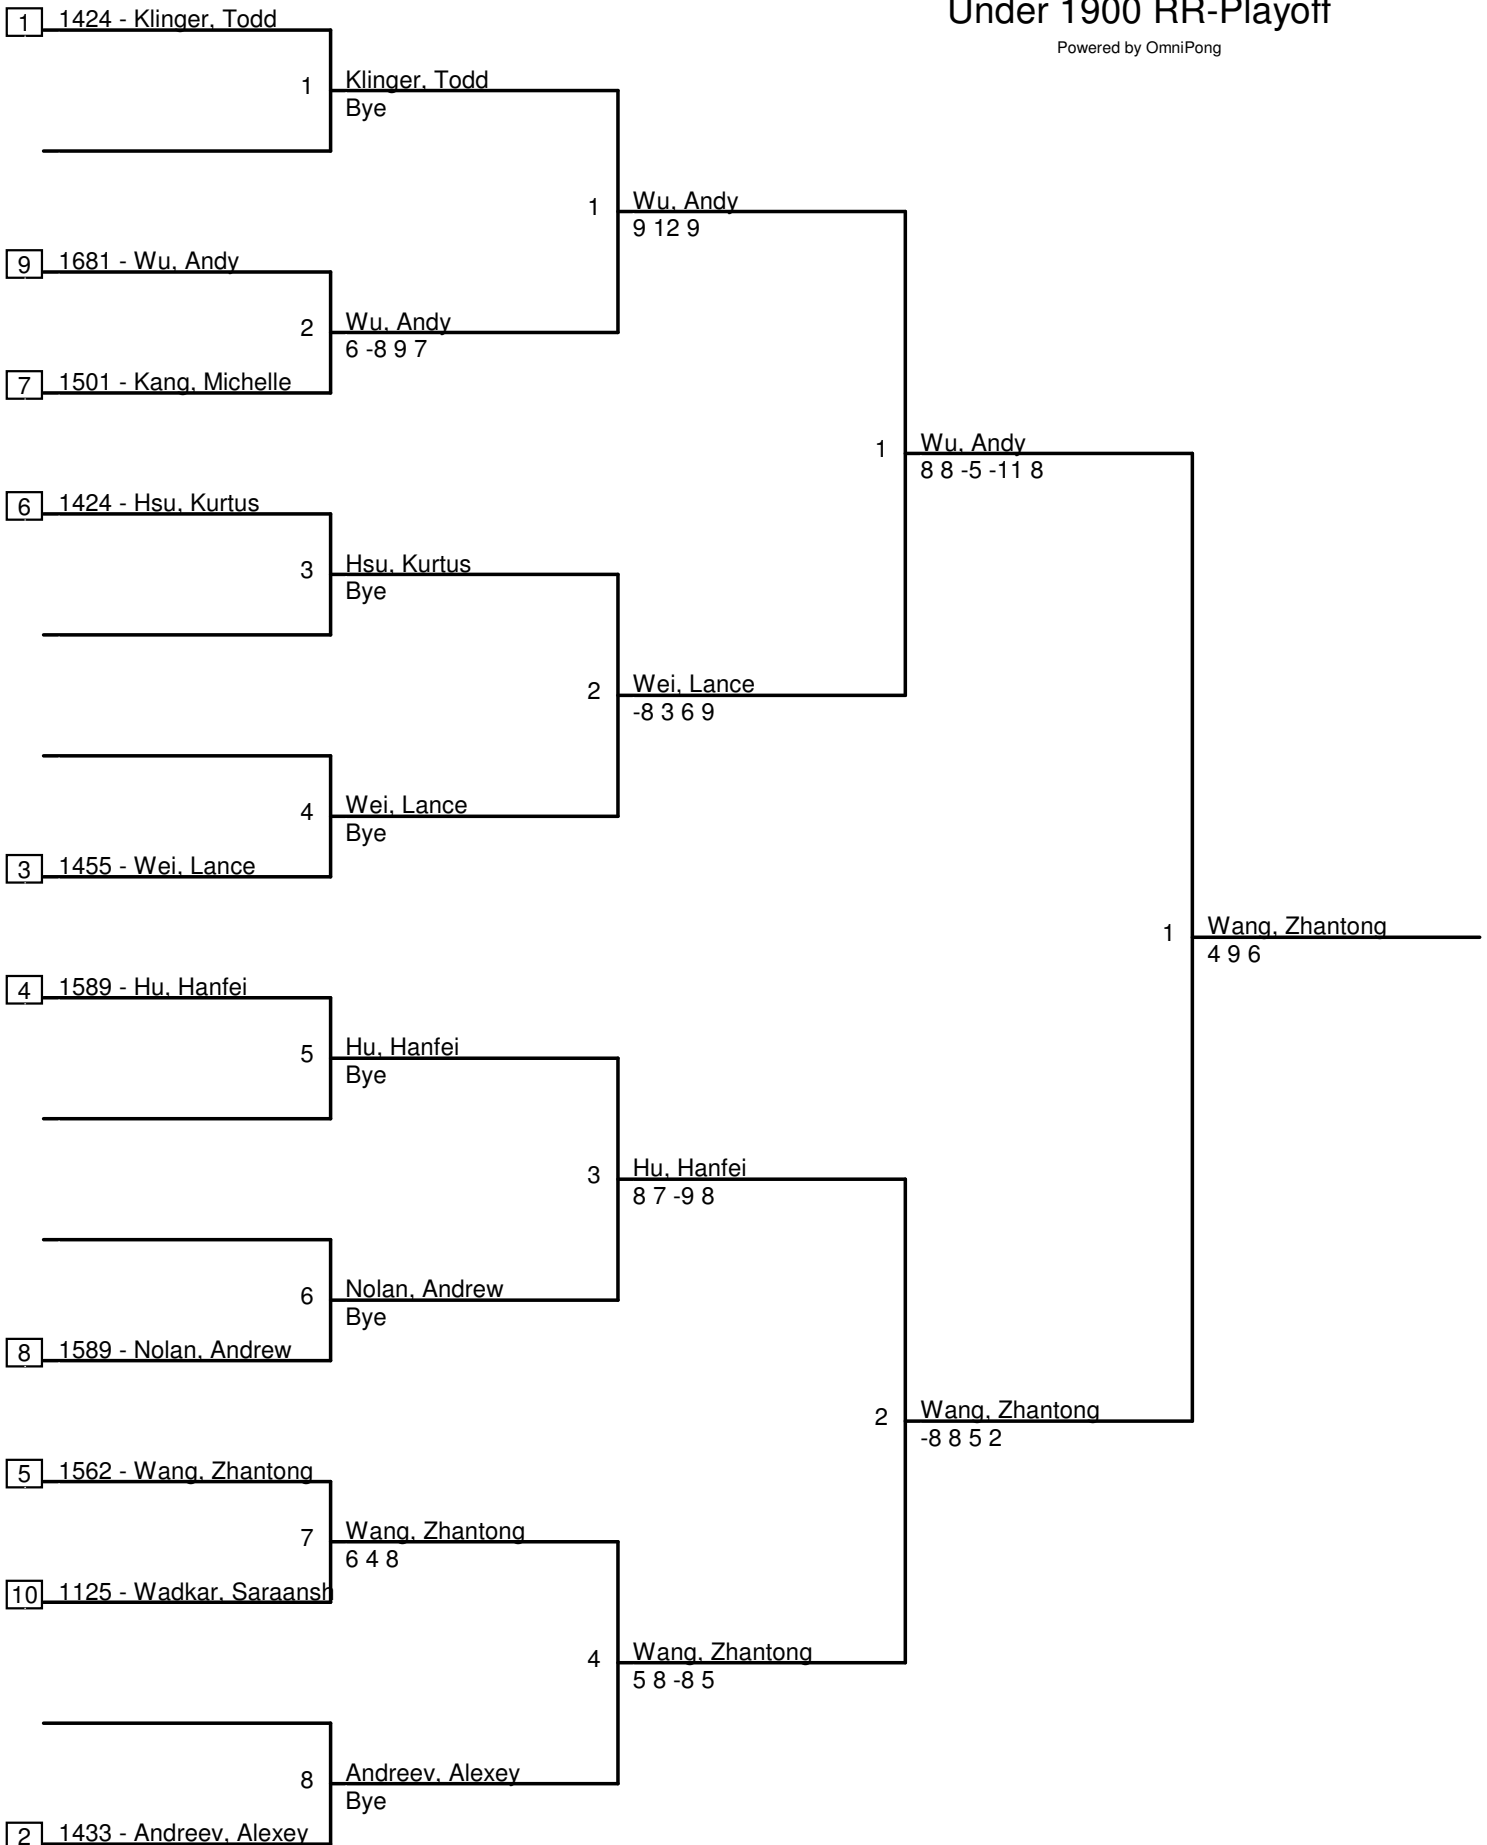 Under 1900 RR-Playoff
Powered by OmniPong
1 1424 - Klinger, Todd
1 Klinger, Todd
Bye
1 Wu, Andy
9 12 9
9 1681 - Wu, Andy
2 Wu, Andy
6 -8 9 7
7 1501 - Kang, Michelle
1 Wu, Andy
8 8 -5 -11 8
6 1424 - Hsu, Kurtus
3 Hsu, Kurtus
Bye
2 Wei, Lance
-8 3 6 9
4 Wei, Lance
Bye
3 1455 - Wei, Lance
1 Wang, Zhantong
4 9 6
4 1589 - Hu, Hanfei
5 Hu, Hanfei
Bye
3 Hu, Hanfei
8 7 -9 8
6 Nolan, Andrew
Bye
8 1589 - Nolan, Andrew
2 Wang, Zhantong
-8 8 5 2
5 1562 - Wang, Zhantong
7 Wang, Zhantong
6 4 8
10 1125 - Wadkar, Saraansh
4 Wang, Zhantong
5 8 -8 5
8 Andreev, Alexey
Bye
2 1433 - Andreev, Alexey